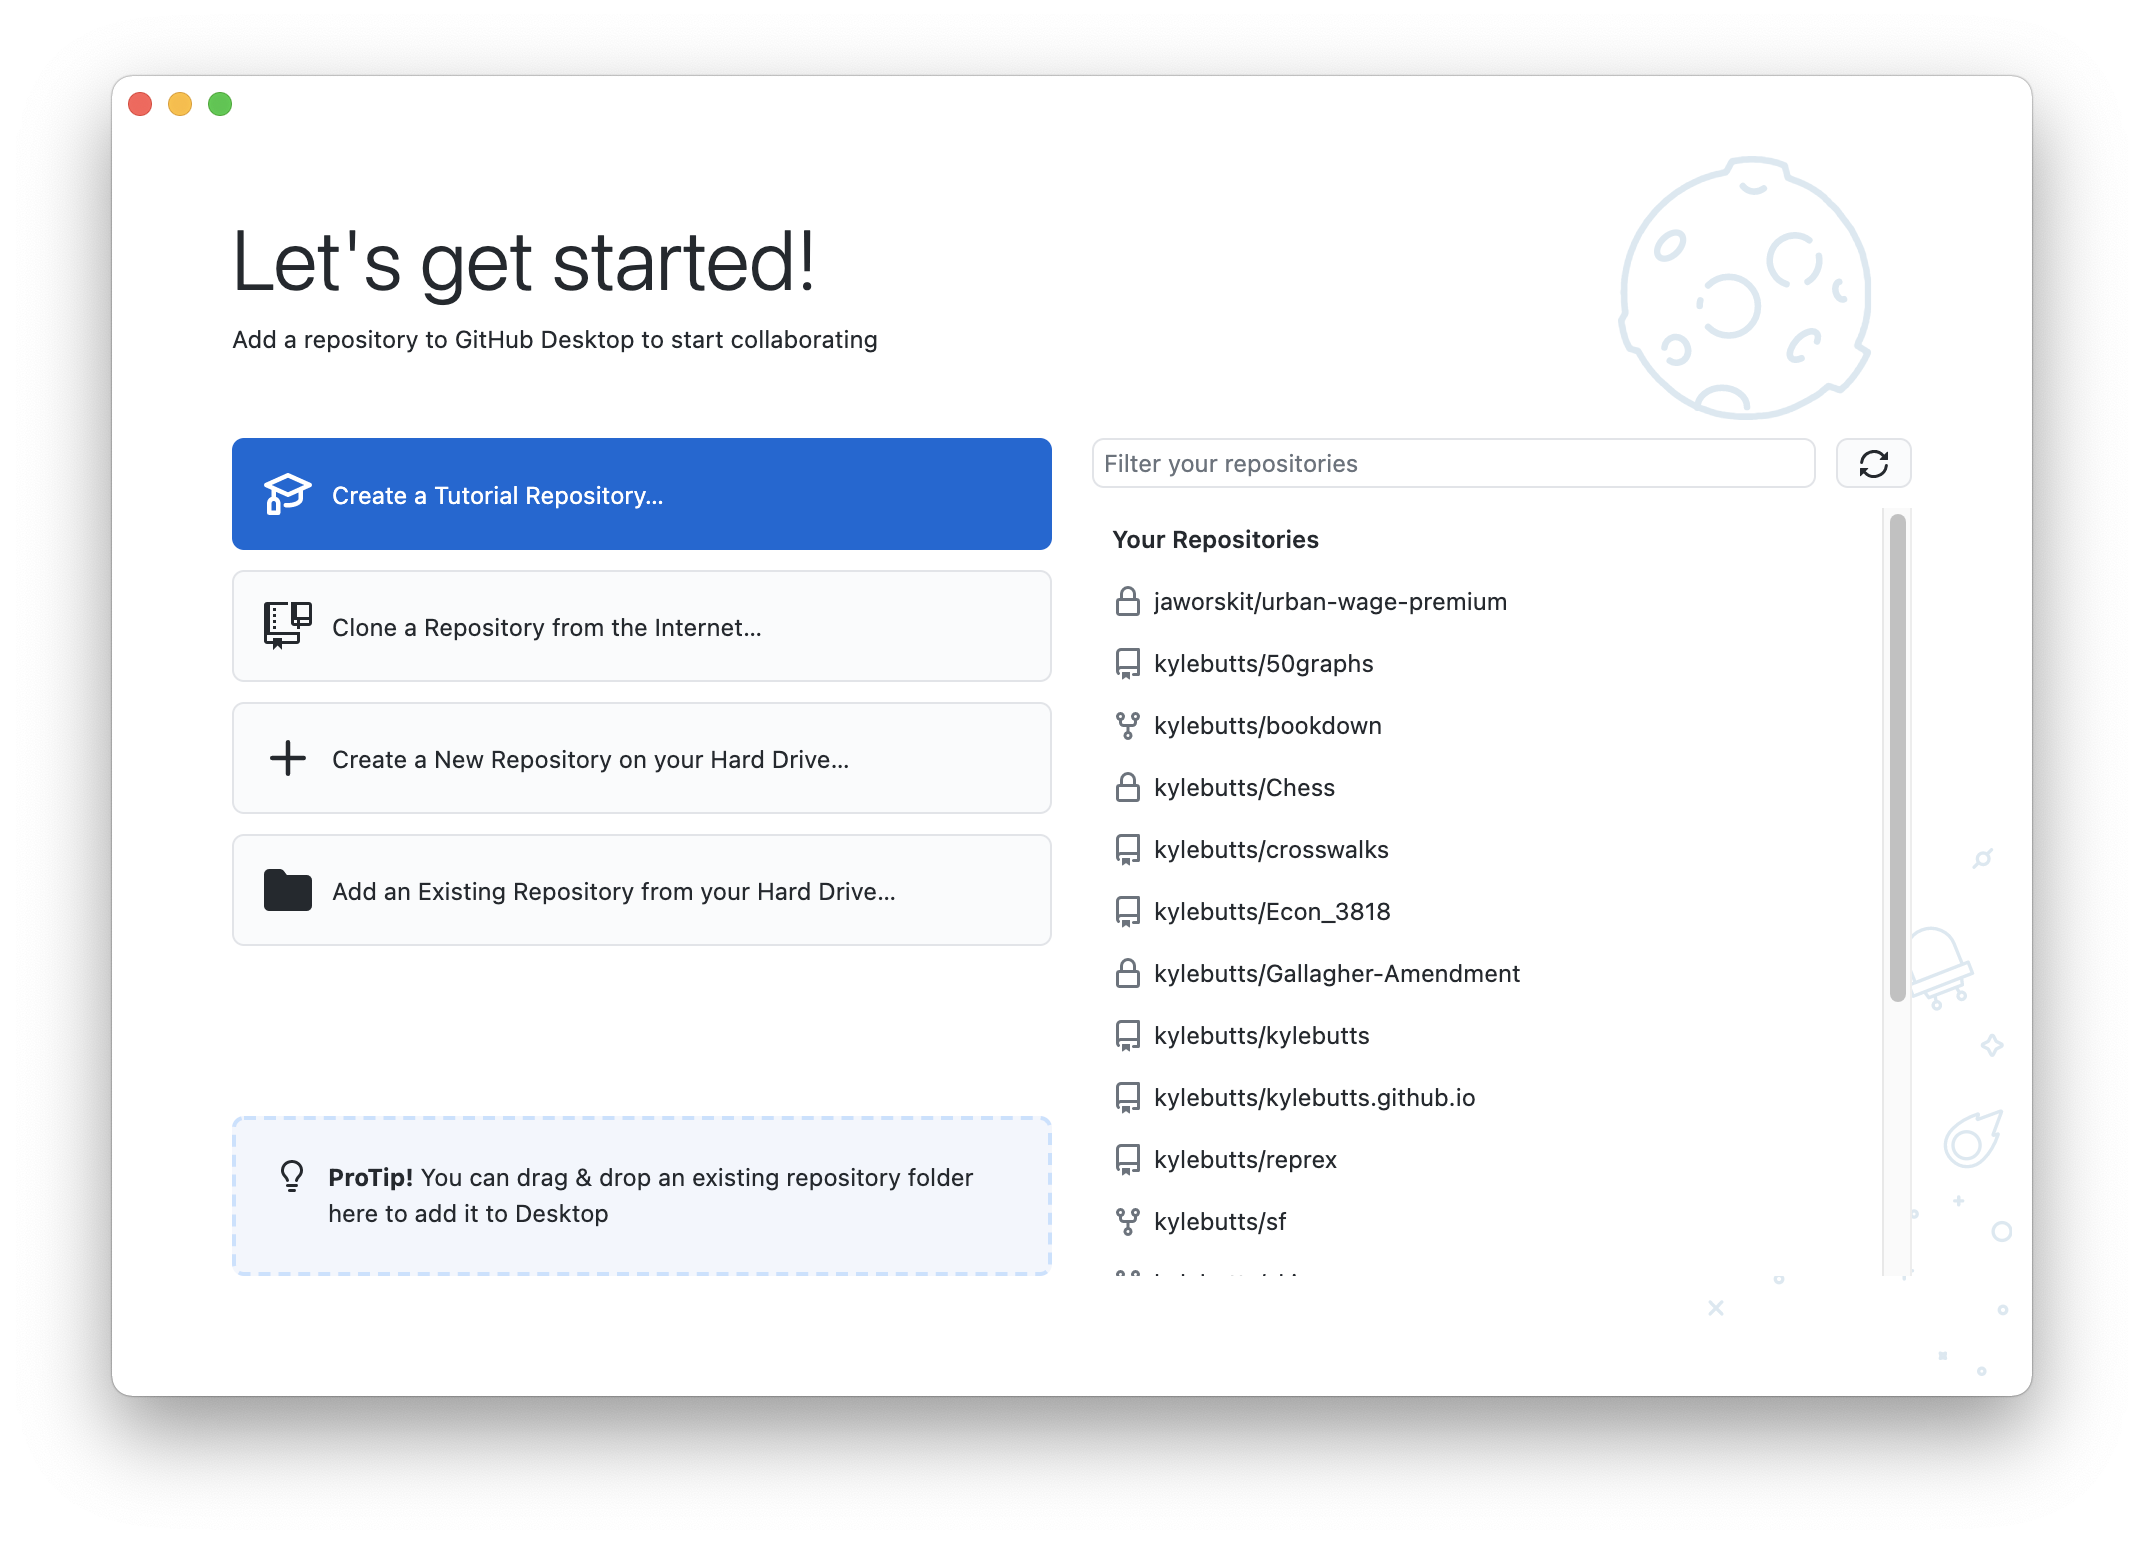 Let's get started!
Add a repository to GitHub Desktop to start collaborating
Create a Tutorial Repository...
Clone a Repository from the Internet...
Create a New Repository on your Hard Drive...
Add an Existing Repository from your Hard Drive...
ProTip! You can drag & drop an existing repository folder
here to add it to Desktop
Filter your repositories
Your Repositories
jaworskit/urban-wage-premium
kylebutts/50graphs
kylebutts/bookdown
kylebutts/Chess
kylebutts/crosswalks
kylebutts/Econ_3818
kylebutts/Gallagher-Amendment
kylebutts/kylebutts
kylebutts/kylebutts.github.io
kylebutts/reprex
kylebutts/sf